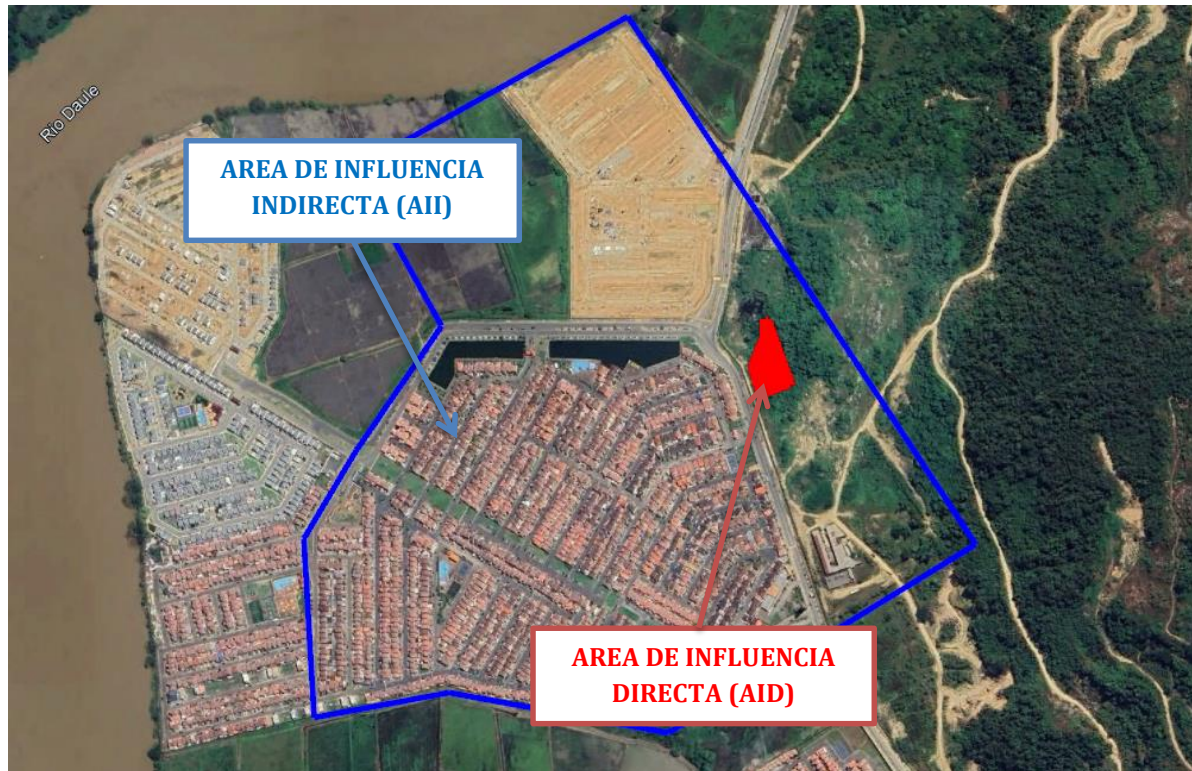 Rio Daule
AREA DE INFLUENCIA
INDIRECTA (AII)
AREA DE INFLUENCIA
DIRECTA (AID)